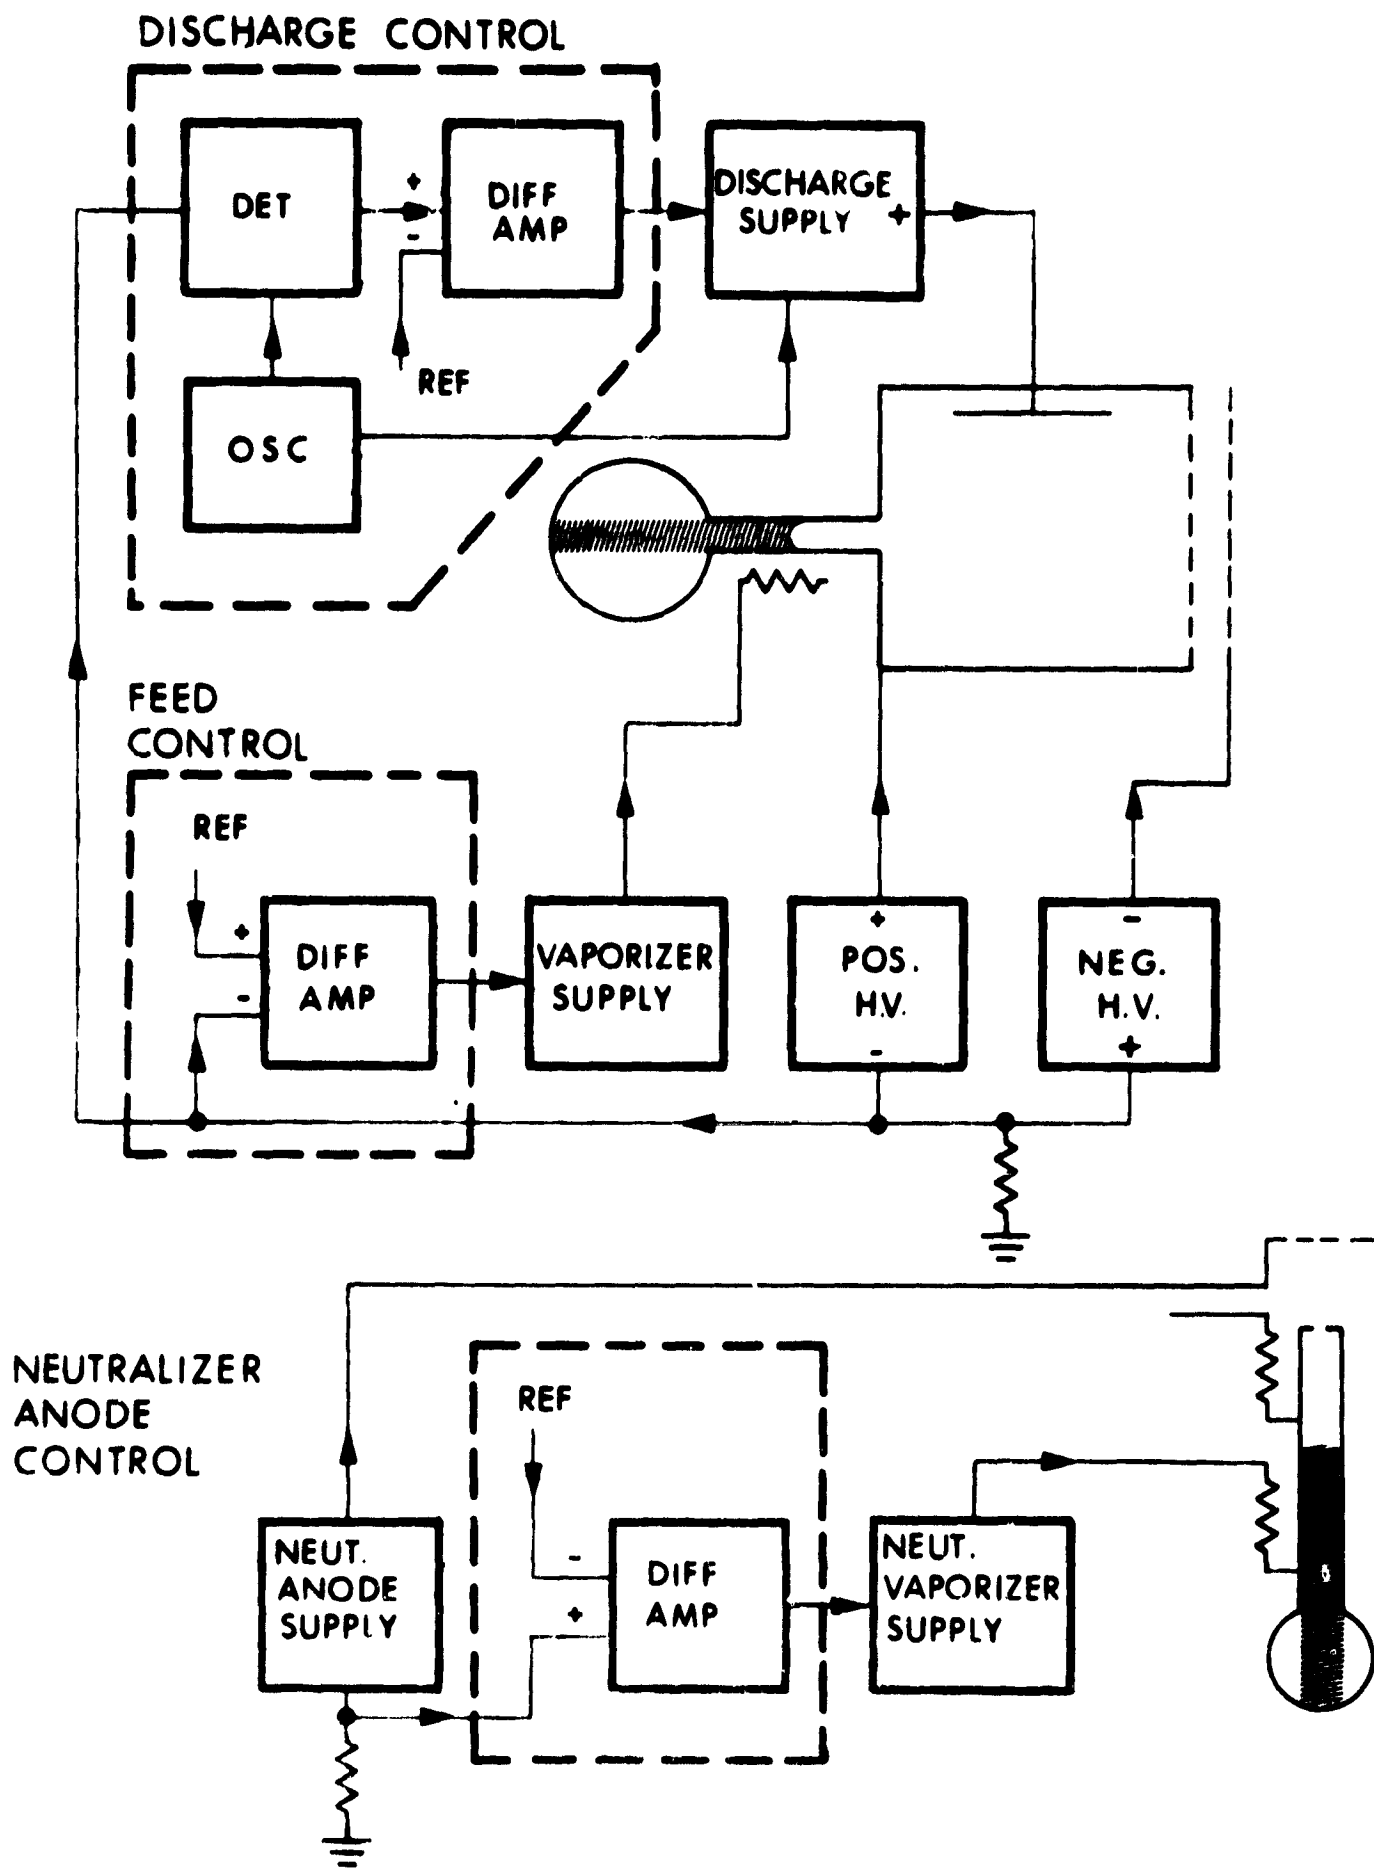 DISCHARGE CONTROL
DET
+
-
DIFF
AMP
DISCHARGE
SUPPLY +
REF
OSC
FEED
CONTROL
REF
+
-
DIFF
AMP
VAPORIZER
SUPPLY
+
POS.
H.V.
-
-
NEG.
H.V.
+
NEUTRALIZER
ANODE
CONTROL
REF
NEUT.
ANODE
SUPPLY
-
+
DIFF
AMP
NEUT.
VAPORIZER
SUPPLY